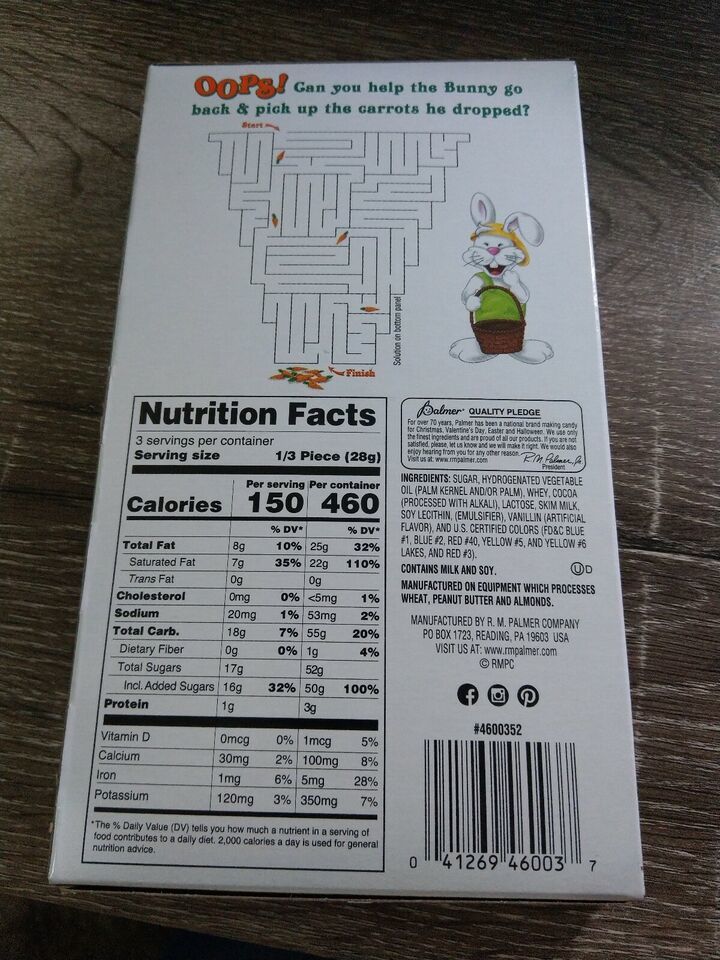 OOPS! Can you help the Bunny go
back & pick up the carrots he dropped?
Start
Solution on bottom panel
Finish
Nutrition Facts
3 servings per container
Serving size 1/3 Piece (28g)
Per serving Per container
Calories 150 460
% DV* % DV*
Total Fat 8g 10% 25g 32%
Saturated Fat 7g 35% 22g 110%
Trans Fat 0g 0g
Cholesterol 0mg 0% <5mg 1%
Sodium 20mg 1% 53mg 2%
Total Carb. 18g 7% 55g 20%
Dietary Fiber 0g 0% 1g 4%
Total Sugars 17g 52g
Incl. Added Sugars 16g 32% 50g 100%
Protein 1g 3g
Vitamin D 0mcg 0% 1mcg 5%
Calcium 30mg 2% 100mg 8%
Iron 1mg 6% 5mg 28%
Potassium 120mg 3% 350mg 7%
*The % Daily Value (DV) tells you how much a nutrient in a serving of
food contributes to a daily diet. 2,000 calories a day is used for general
nutrition advice.
Palmer QUALITY PLEDGE
For over 70 years, Palmer has been a national brand making candy
for Christmas, Valentine's Day, Easter and Halloween. We use only
the finest ingredients and are proud of all our products. If you are not
satisfied, please, let us know and we will make it right. We would also
enjoy hearing from you for any other reason.
Visit us at: www.rmpalmer.com
R.M. Palmer, Jr.
President
INGREDIENTS: SUGAR, HYDROGENATED VEGETABLE
OIL (PALM KERNEL AND/OR PALM), WHEY, COCOA
(PROCESSED WITH ALKALI), LACTOSE, SKIM MILK,
SOY LECITHIN, (EMULSIFIER), VANILLIN (ARTIFICIAL
FLAVOR), AND U.S. CERTIFIED COLORS (FD&C BLUE
#1, BLUE #2, RED #40, YELLOW #5, AND YELLOW #6
LAKES, AND RED #3).
CONTAINS MILK AND SOY.
U D
MANUFACTURED ON EQUIPMENT WHICH PROCESSES
WHEAT, PEANUT BUTTER AND ALMONDS.
MANUFACTURED BY R. M. PALMER COMPANY
PO BOX 1723, READING, PA 19603 USA
VISIT US AT: www.rmpalmer.com
© RMPC
#4600352
0 41269 46003 7